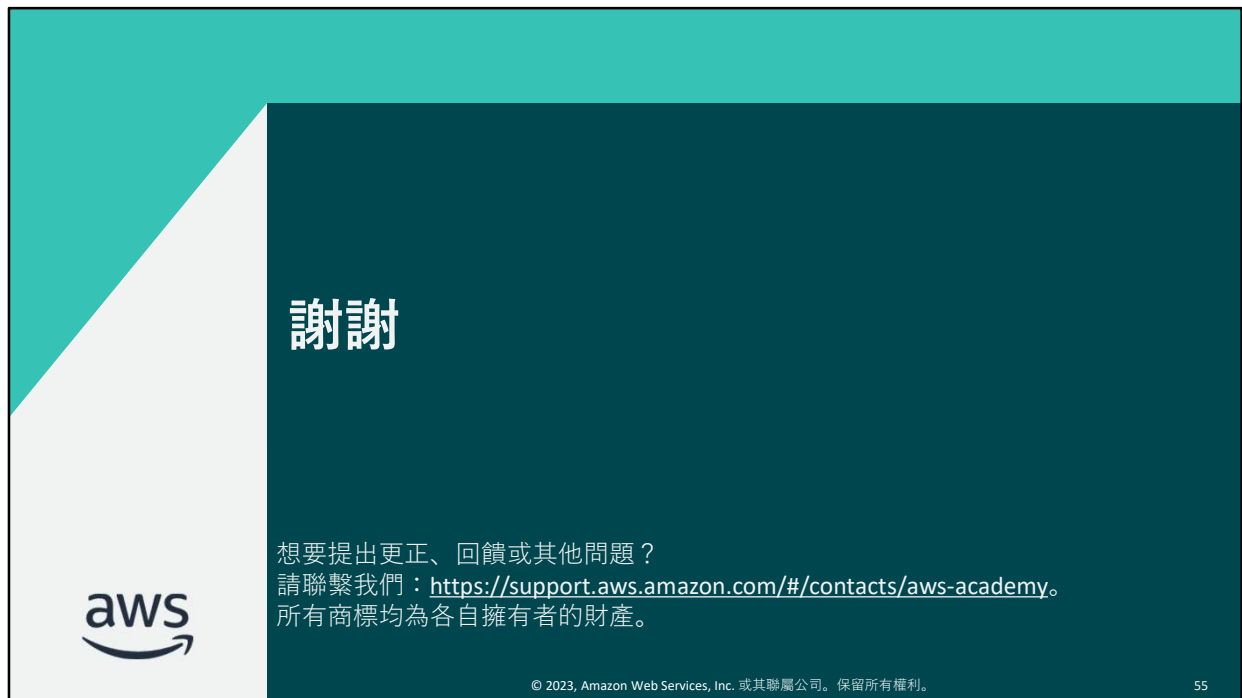 謝謝
想要提出更正、回饋或其他問題？
請聯繫我們：https://support.aws.amazon.com/#/contacts/aws-academy。
所有商標均為各自擁有者的財產。
aws
© 2023, Amazon Web Services, Inc. 或其聯屬公司。保留所有權利。
55